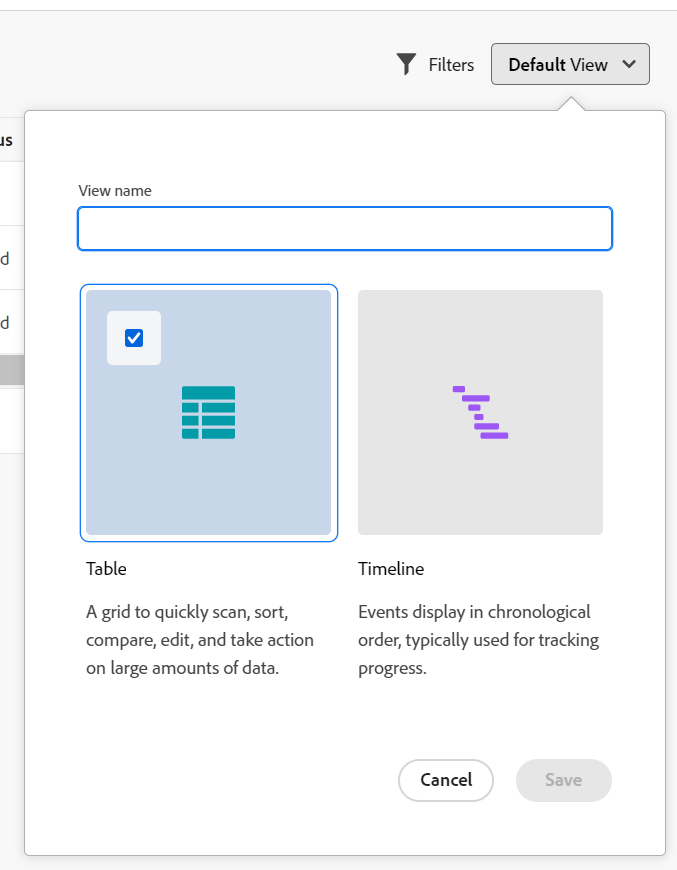 Filters
Default View
us
View name
d
d
Table
Timeline
A grid to quickly scan, sort,
compare, edit, and take action
on large amounts of data.
Events display in chronological
order, typically used for tracking
progress.
Cancel
Save